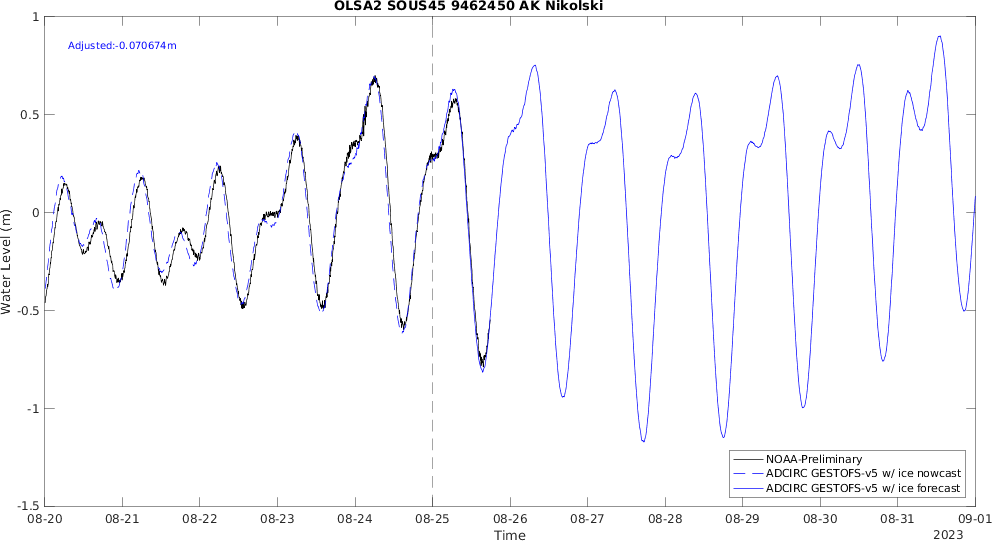 OLSA2 SOUS45 9462450 AK Nikolski
Adjusted:-0.070674m
Water Level (m)
1
0.5
0
-0.5
-1
-1.5
NOAA-Preliminary
ADCIRC GESTOFS-v5 w/ ice nowcast
ADCIRC GESTOFS-v5 w/ ice forecast
08-20 08-21 08-22 08-23 08-24 08-25 08-26 08-27 08-28 08-29 08-30 08-31 09-01
Time
2023